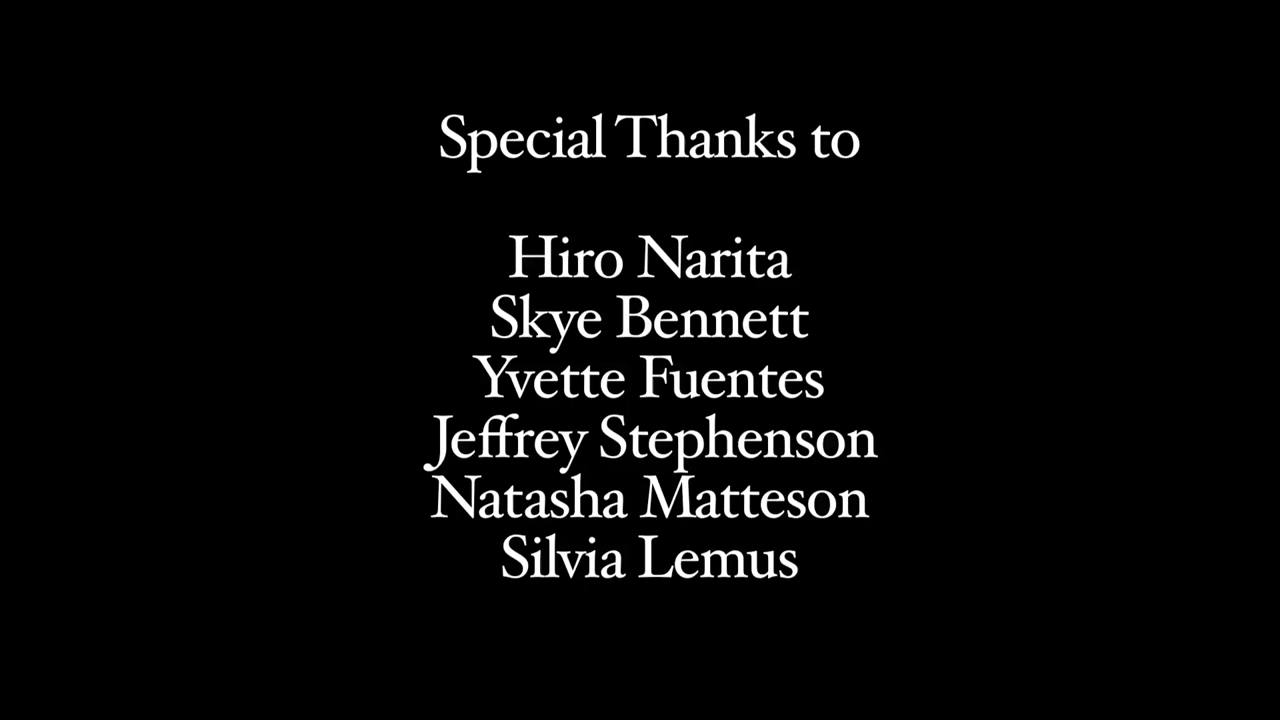 Special Thanks to
Hiro Narita
Skye Bennett
Yvette Fuentes
Jeffrey Stephenson
Natasha Matteson
Silvia Lemus